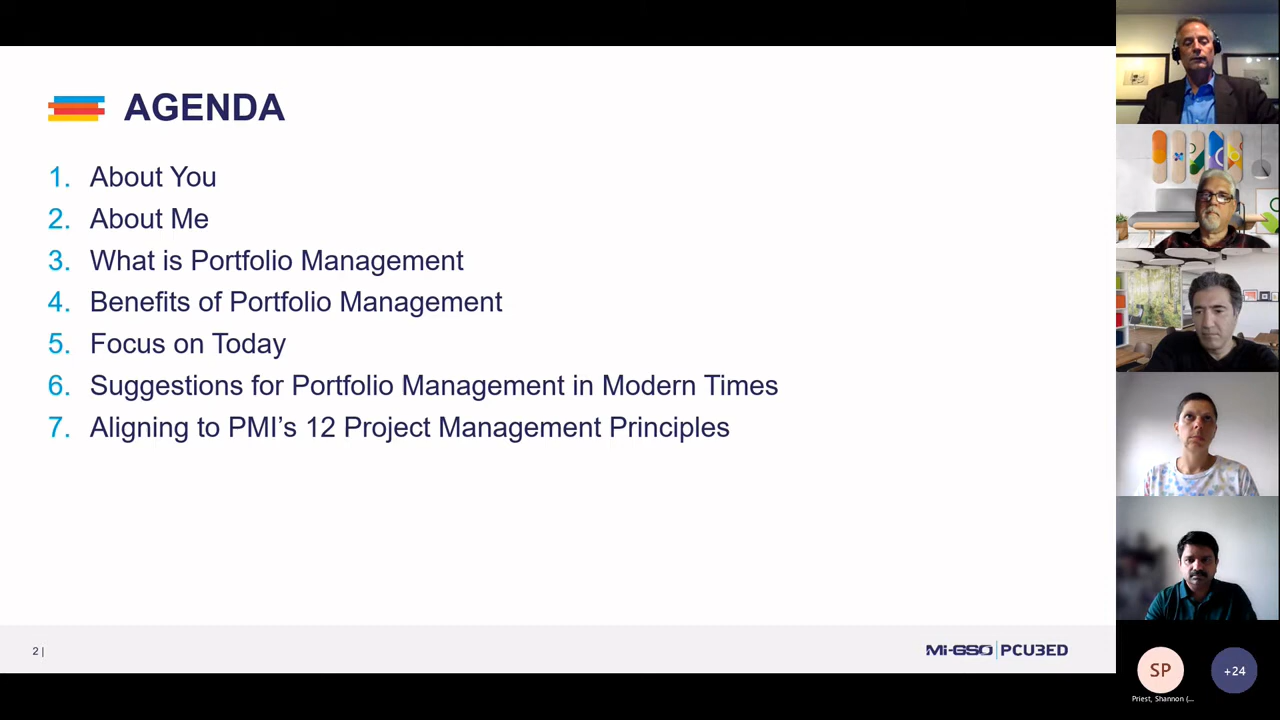 AGENDA
1. About You
2. About Me
3. What is Portfolio Management
4. Benefits of Portfolio Management
5. Focus on Today
6. Suggestions for Portfolio Management in Modern Times
7. Aligning to PMI’s 12 Project Management Principles
2 |
Mi-GSO | PCUBED
SP
+24
Priest, Shannon (...